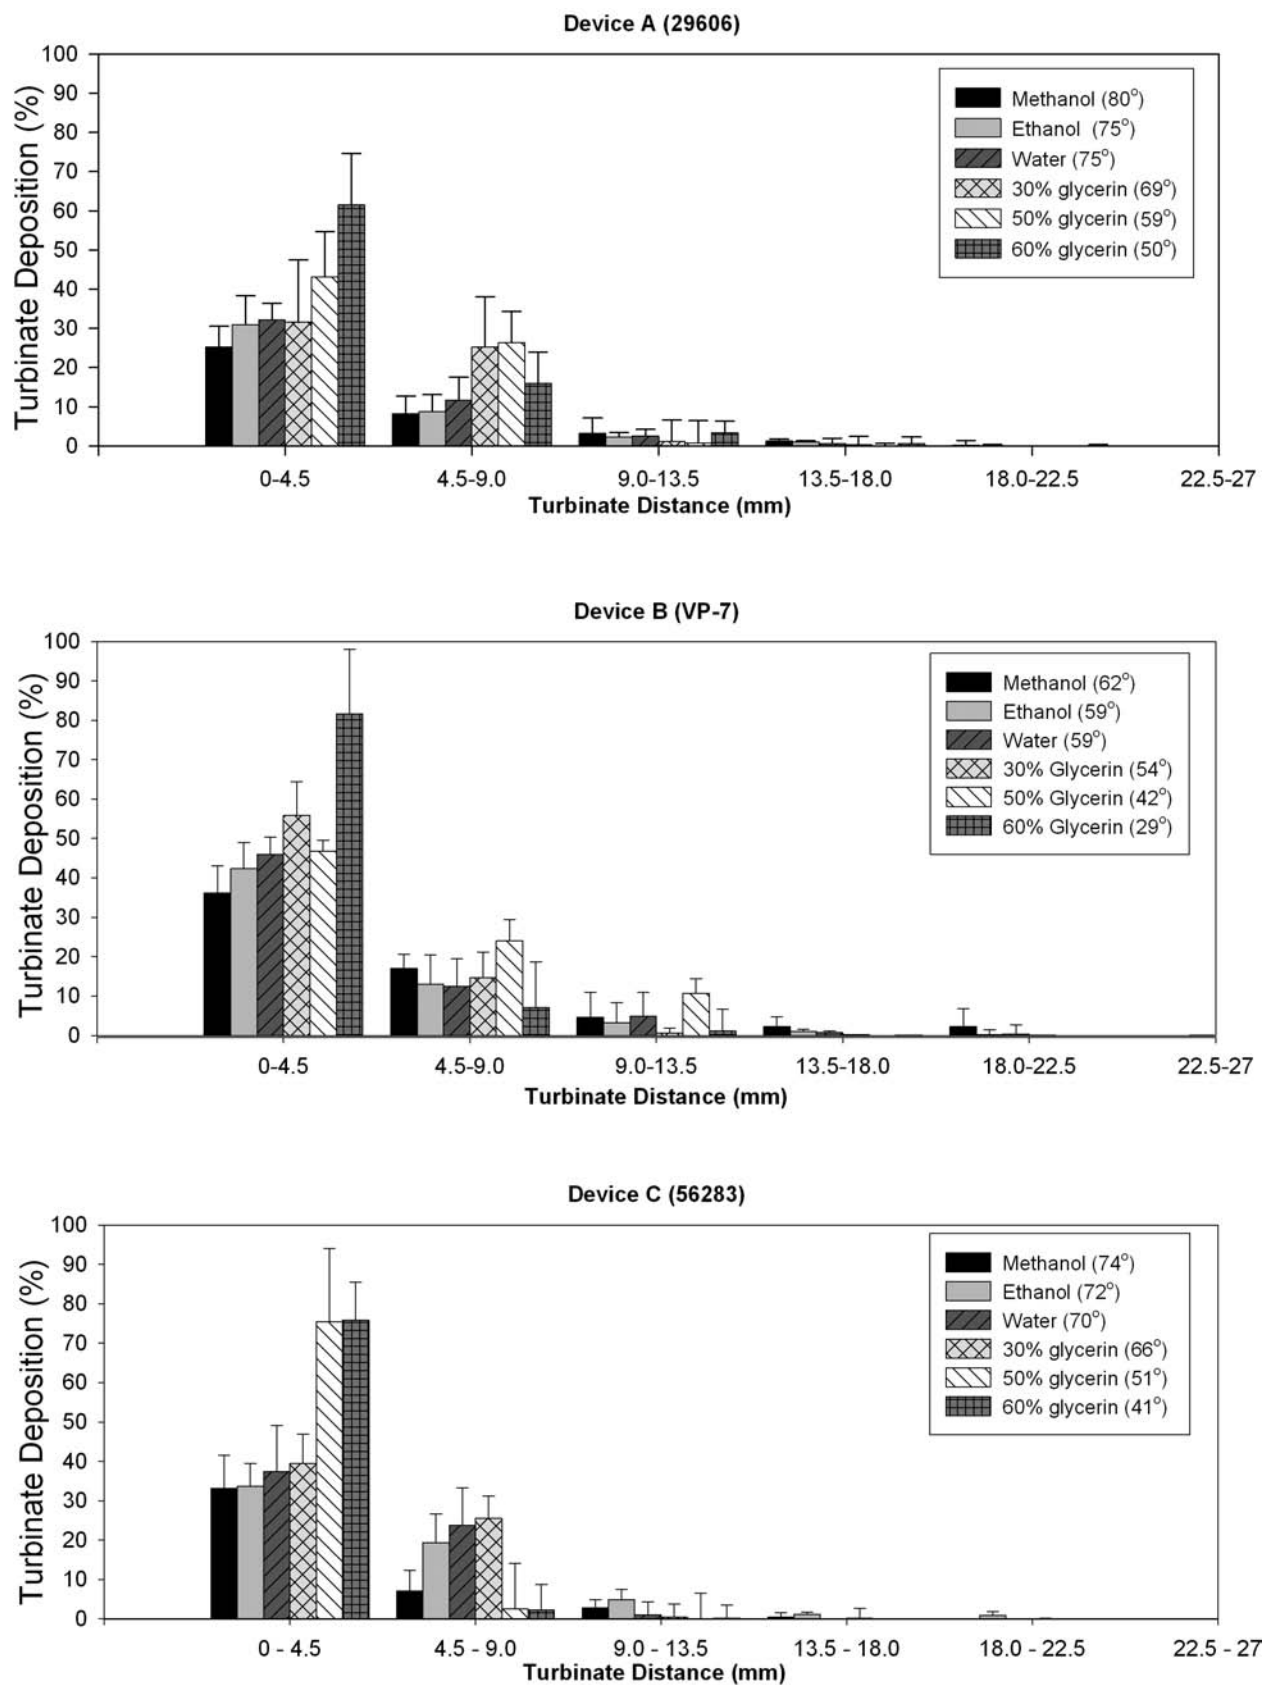 Device A (29606)
Turbinate Deposition (%)
100
90
80
70
60
50
40
30
20
10
0
Methanol (80°)
Ethanol (75°)
Water (75°)
30% glycerin (69°)
50% glycerin (59°)
60% glycerin (50°)
0-4.5 4.5-9.0 9.0-13.5 13.5-18.0 18.0-22.5 22.5-27
Turbinate Distance (mm)
Device B (VP-7)
Turbinate Deposition (%)
100
90
80
70
60
50
40
30
20
10
0
Methanol (62°)
Ethanol (59°)
Water (59°)
30% Glycerin (54°)
50% Glycerin (42°)
60% Glycerin (29°)
0-4.5 4.5-9.0 9.0-13.5 13.5-18.0 18.0-22.5 22.5-27
Turbinate Distance (mm)
Device C (56283)
Turbinate Deposition (%)
100
90
80
70
60
50
40
30
20
10
0
Methanol (74°)
Ethanol (72°)
Water (70°)
30% glycerin (66°)
50% glycerin (51°)
60% glycerin (41°)
0 - 4.5 4.5 - 9.0 9.0 - 13.5 13.5 - 18.0 18.0 - 22.5 22.5 - 27
Turbinate Distance (mm)